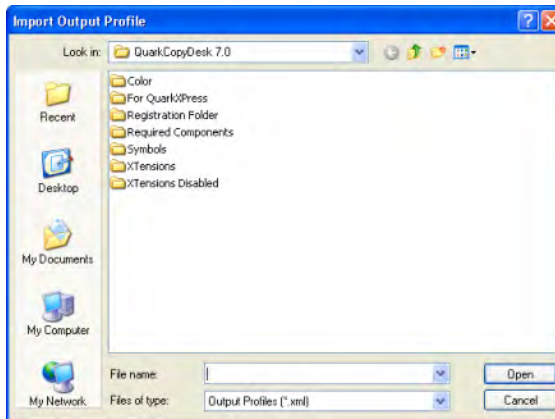 Import Output Profile
Look in: QuarkCopyDesk 7.0
Recent
Desktop
My Documents
My Computer
My Network
Color
For QuarkXPress
Registration Folder
Required Components
Symbols
XTensions
XTensions Disabled
File name:
Open
Files of type: Output Profiles (*.xml)
Cancel